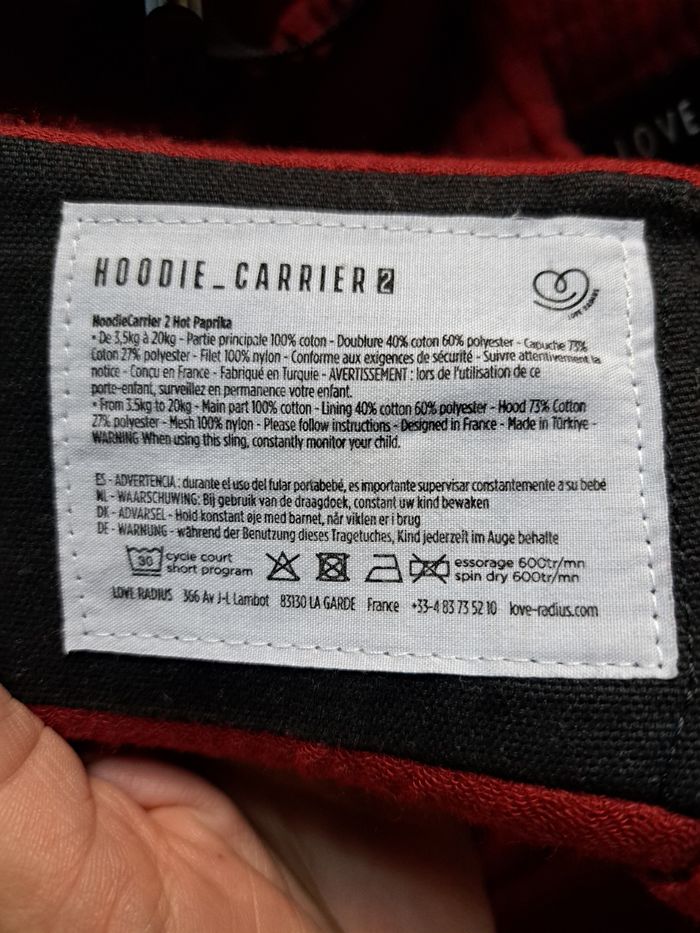 LOVE
HOODIE_CARRIER 2
LOVE RADIUS
HoodieCarrier 2 Hot Paprika
• De 3,5kg à 20kg - Partie principale 100% coton - Doublure 40% coton 60% polyester - Capuche 73%
Coton 27% polyester - Filet 100% nylon - Conforme aux exigences de sécurité - Suivre attentivement la
notice - Concu en France - Fabriqué en Turquie - AVERTISSEMENT : lors de l'utilisation de ce
porte-enfant, surveillez en permanence votre enfant.
• From 3.5kg to 20kg - Main part 100% cotton - Lining 40% cotton 60% polyester - Hood 73% Cotton
27% polyester - Mesh 100% nylon - Please follow instructions - Designed in France - Made in Türkiye -
WARNING When using this sling, constantly monitor your child.
ES - ADVERTENCIA : durante el uso del fular portabebé, es importante supervisar constantemente a su bebé
NL - WAARSCHUWING: Bij gebruik van de draagdoek, constant uw kind bewaken
DK - ADVARSEL - Hold konstant øje med barnet, når viklen er i brug
DE - WARNUNG - während der Benutzung dieses Tragetuches, Kind jederzeit im Auge behalte
30 cycle court essorage 600tr/mn
short program spin dry 600tr/mn
LOVE RADIUS 366 Av J-L Lambot 83130 LA GARDE France +33-4 83 73 52 10 love-radius.com